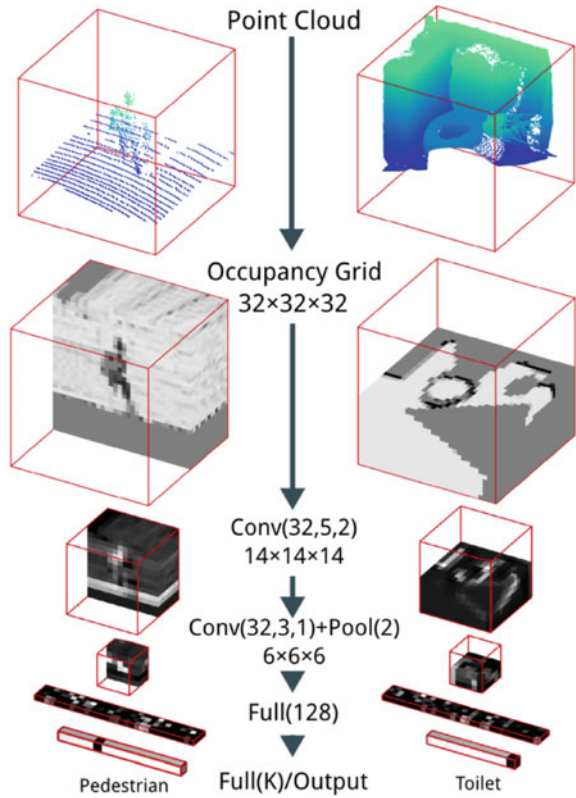 Point Cloud
Occupancy Grid
32×32×32
Conv(32,5,2)
14×14×14
Conv(32,3,1)+Pool(2)
6×6×6
Full(128)
Pedestrian
Full(K)/Output
Toilet